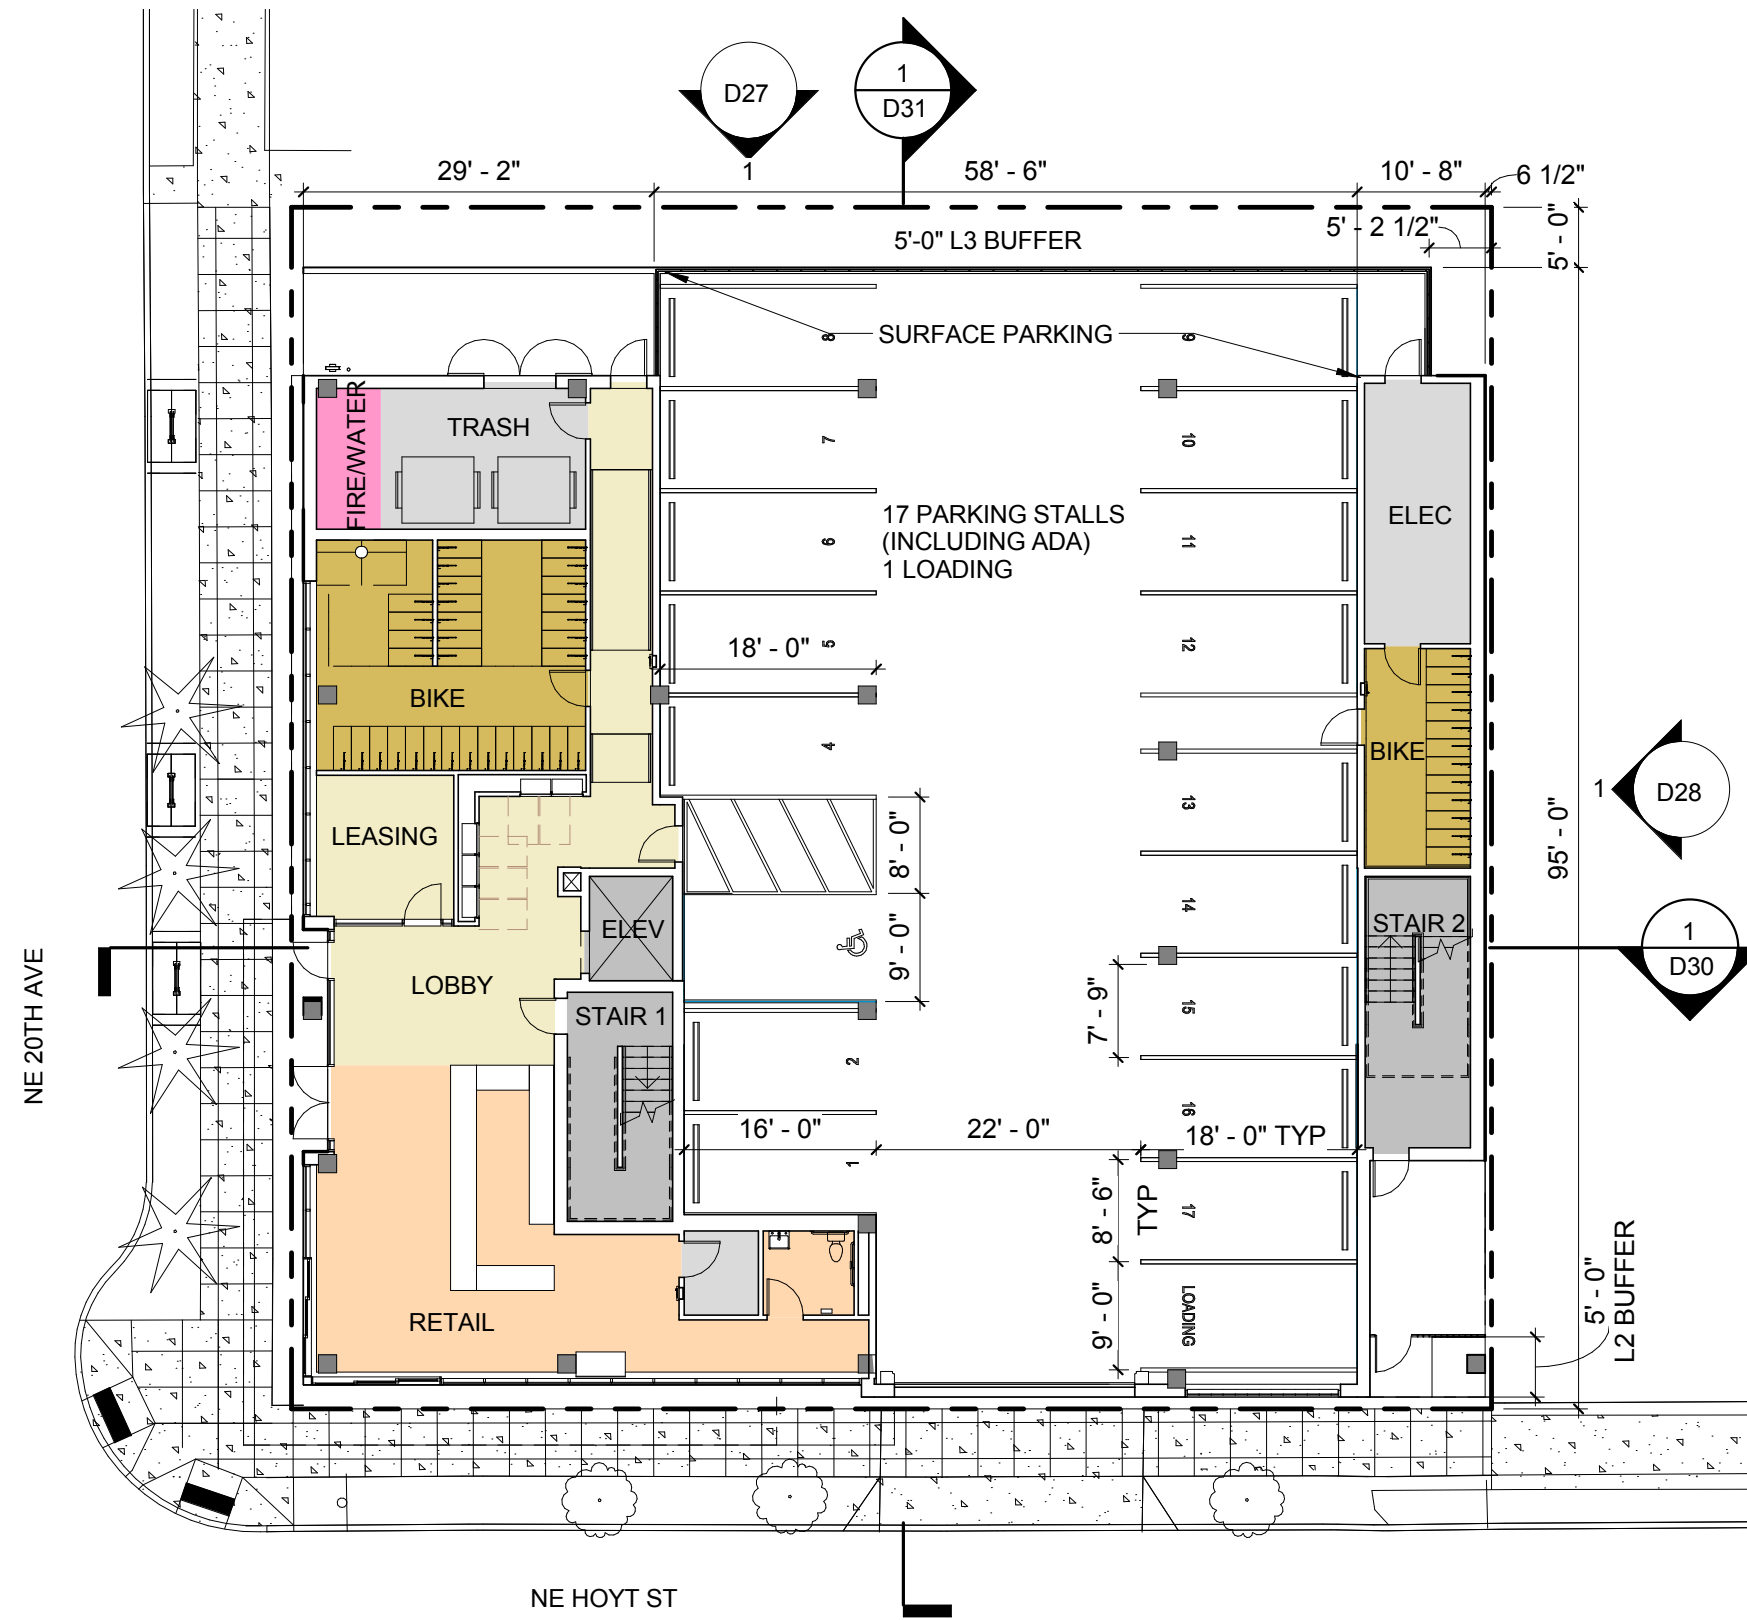 D27
1
1
D31
29' - 2"
58' - 6"
10' - 8"
6 1/2"
5'-0" L3 BUFFER
5' - 2 1/2"
5' - 0"
SURFACE PARKING
8
9
FIRE/WATER
TRASH
7
10
17 PARKING STALLS
(INCLUDING ADA)
1 LOADING
ELEC
6
11
18' - 0"
5
12
BIKE
4
BIKE
1
D28
LEASING
8' - 0"
13
95' - 0"
ELEV
14
STAIR 2
1
D30
LOBBY
9' - 0"
STAIR 1
7' - 9"
15
NE 20TH AVE
2
16
16' - 0"
22' - 0"
18' - 0" TYP
1
8' - 6"
TYP
17
RETAIL
9' - 0"
LOADING
5' - 0"
L2 BUFFER
NE HOYT ST